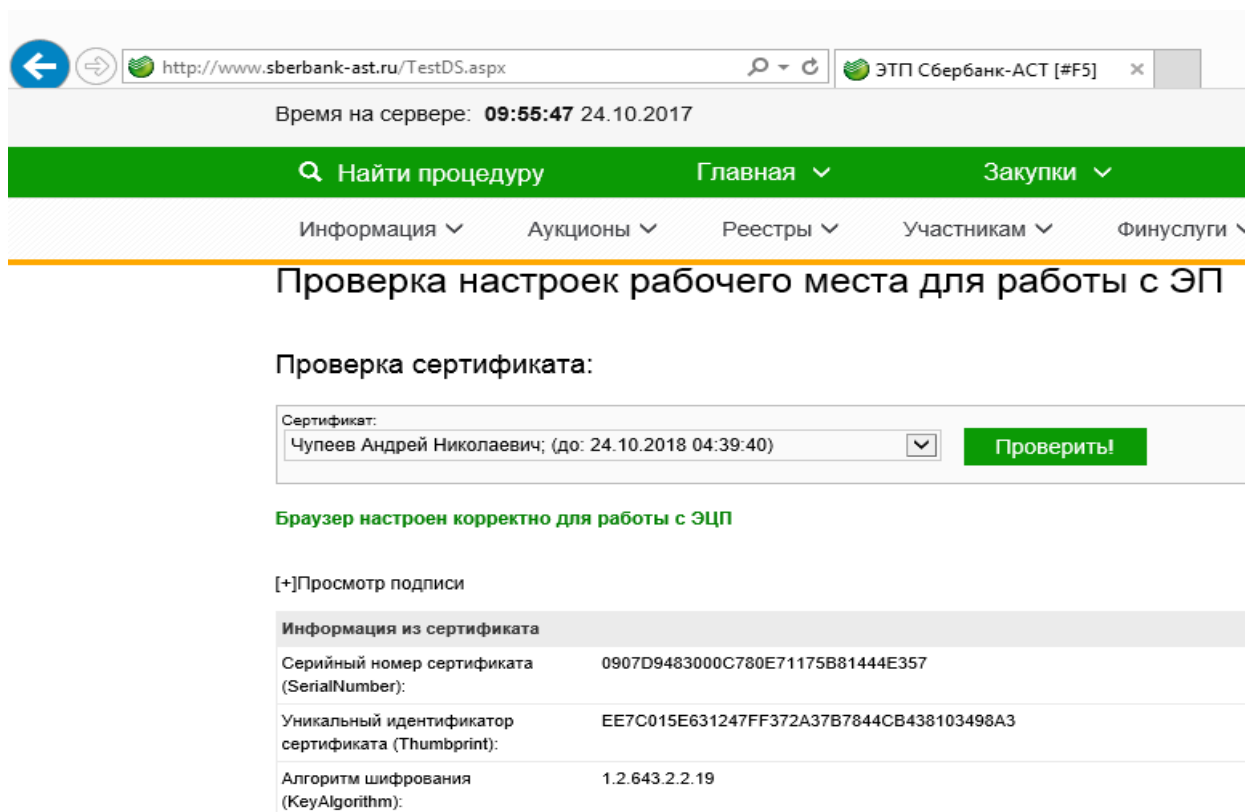 http://www.sberbank-ast.ru/TestDS.aspx
ЭТП Сбербанк-АСТ [#F5]
Время на сервере: 09:55:47 24.10.2017
Найти процедуру Главная Закупки
Информация Аукционы Реестры Участникам Финуслуги
Проверка настроек рабочего места для работы с ЭП
Проверка сертификата:
Сертификат:
Чупеев Андрей Николаевич; (до: 24.10.2018 04:39:40)
Проверить!
Браузер настроен корректно для работы с ЭЦП
[+]Просмотр подписи
Информация из сертификата
Серийный номер сертификата 0907D9483000C780E71175B81444E357
(SerialNumber):
Уникальный идентификатор EE7C015E631247FF372A37B7844CB438103498A3
сертификата (Thumbprint):
Алгоритм шифрования 1.2.643.2.2.19
(KeyAlgorithm):